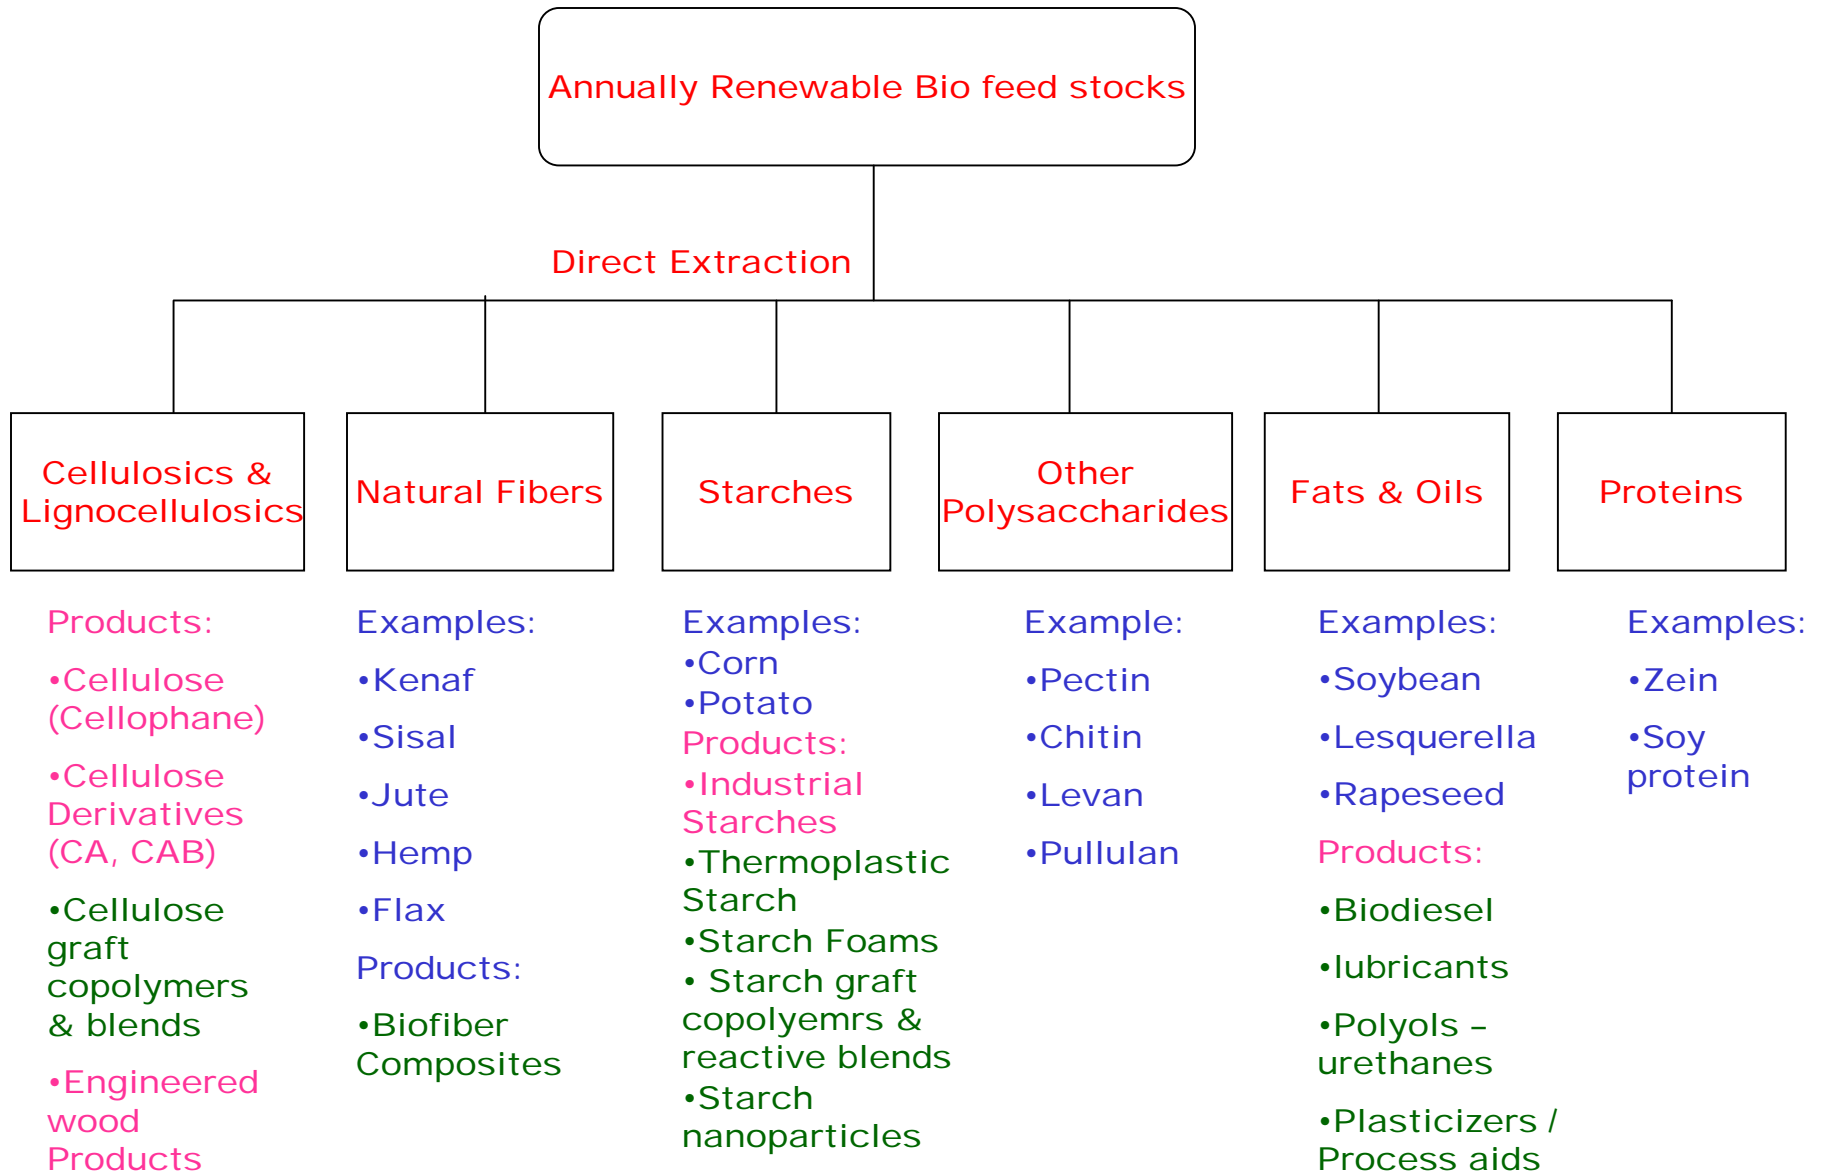 Annually Renewable Bio feed stocks
Direct Extraction
Cellulosics &
Lignocellulosics
Natural Fibers
Starches
Other
Polysaccharides
Fats & Oils
Proteins
Products:
•Cellulose
(Cellophane)
•Cellulose
Derivatives
(CA, CAB)
•Cellulose
graft
copolymers
& blends
•Engineered
wood
Products
Examples:
•Kenaf
•Sisal
•Jute
•Hemp
•Flax
Products:
•Biofiber
Composites
Examples:
•Corn
•Potato
Products:
•Industrial
Starches
•Thermoplastic
Starch
•Starch Foams
• Starch graft
copolyemrs &
reactive blends
•Starch
nanoparticles
Example:
•Pectin
•Chitin
•Levan
•Pullulan
Examples:
•Soybean
•Lesquerella
•Rapeseed
Products:
•Biodiesel
•lubricants
•Polyols –
urethanes
•Plasticizers /
Process aids
Examples:
•Zein
•Soy
protein